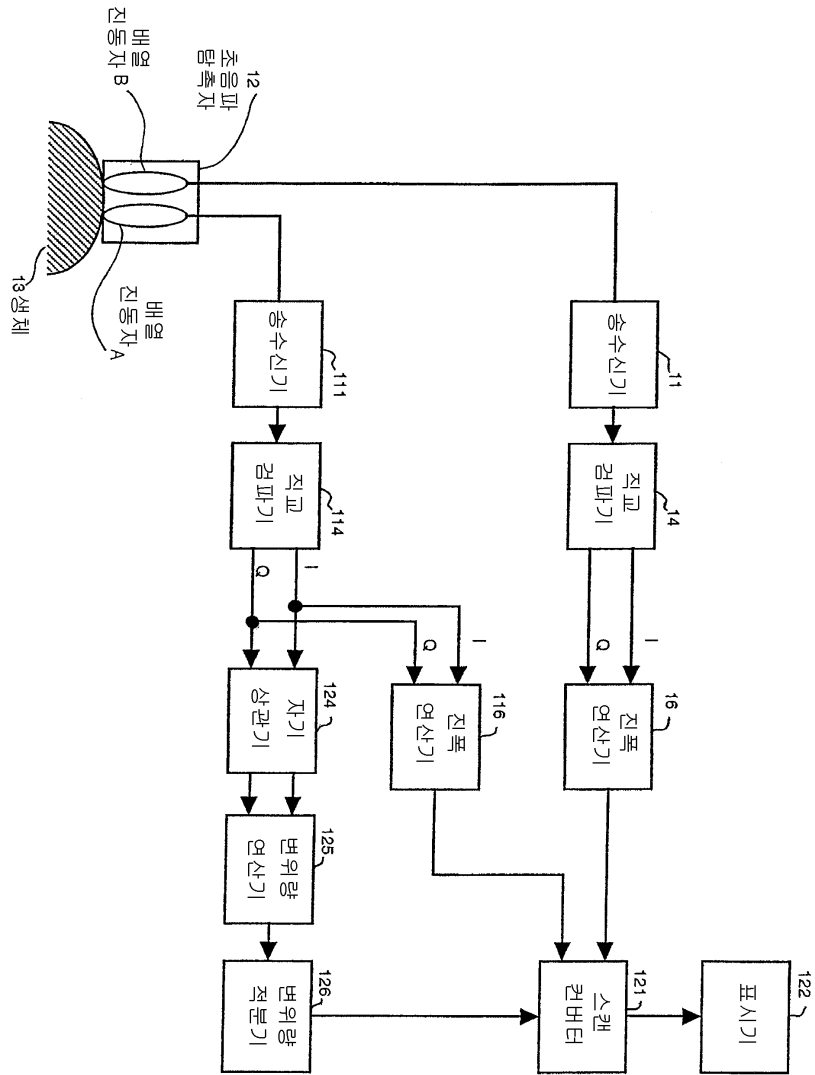 12
초음파
탐촉자
배열
진동자 B
배열
진동자 A
13 생체
11
송수신기
14
직교
검파기
I
Q
16
진폭
연산기
111
송수신기
114
직교
검파기
I
Q
I
Q
116
진폭
연산기
124
자기
상관기
125
변위량
연산기
126
변위량
적분기
121
스캔
컨버터
122
표시기